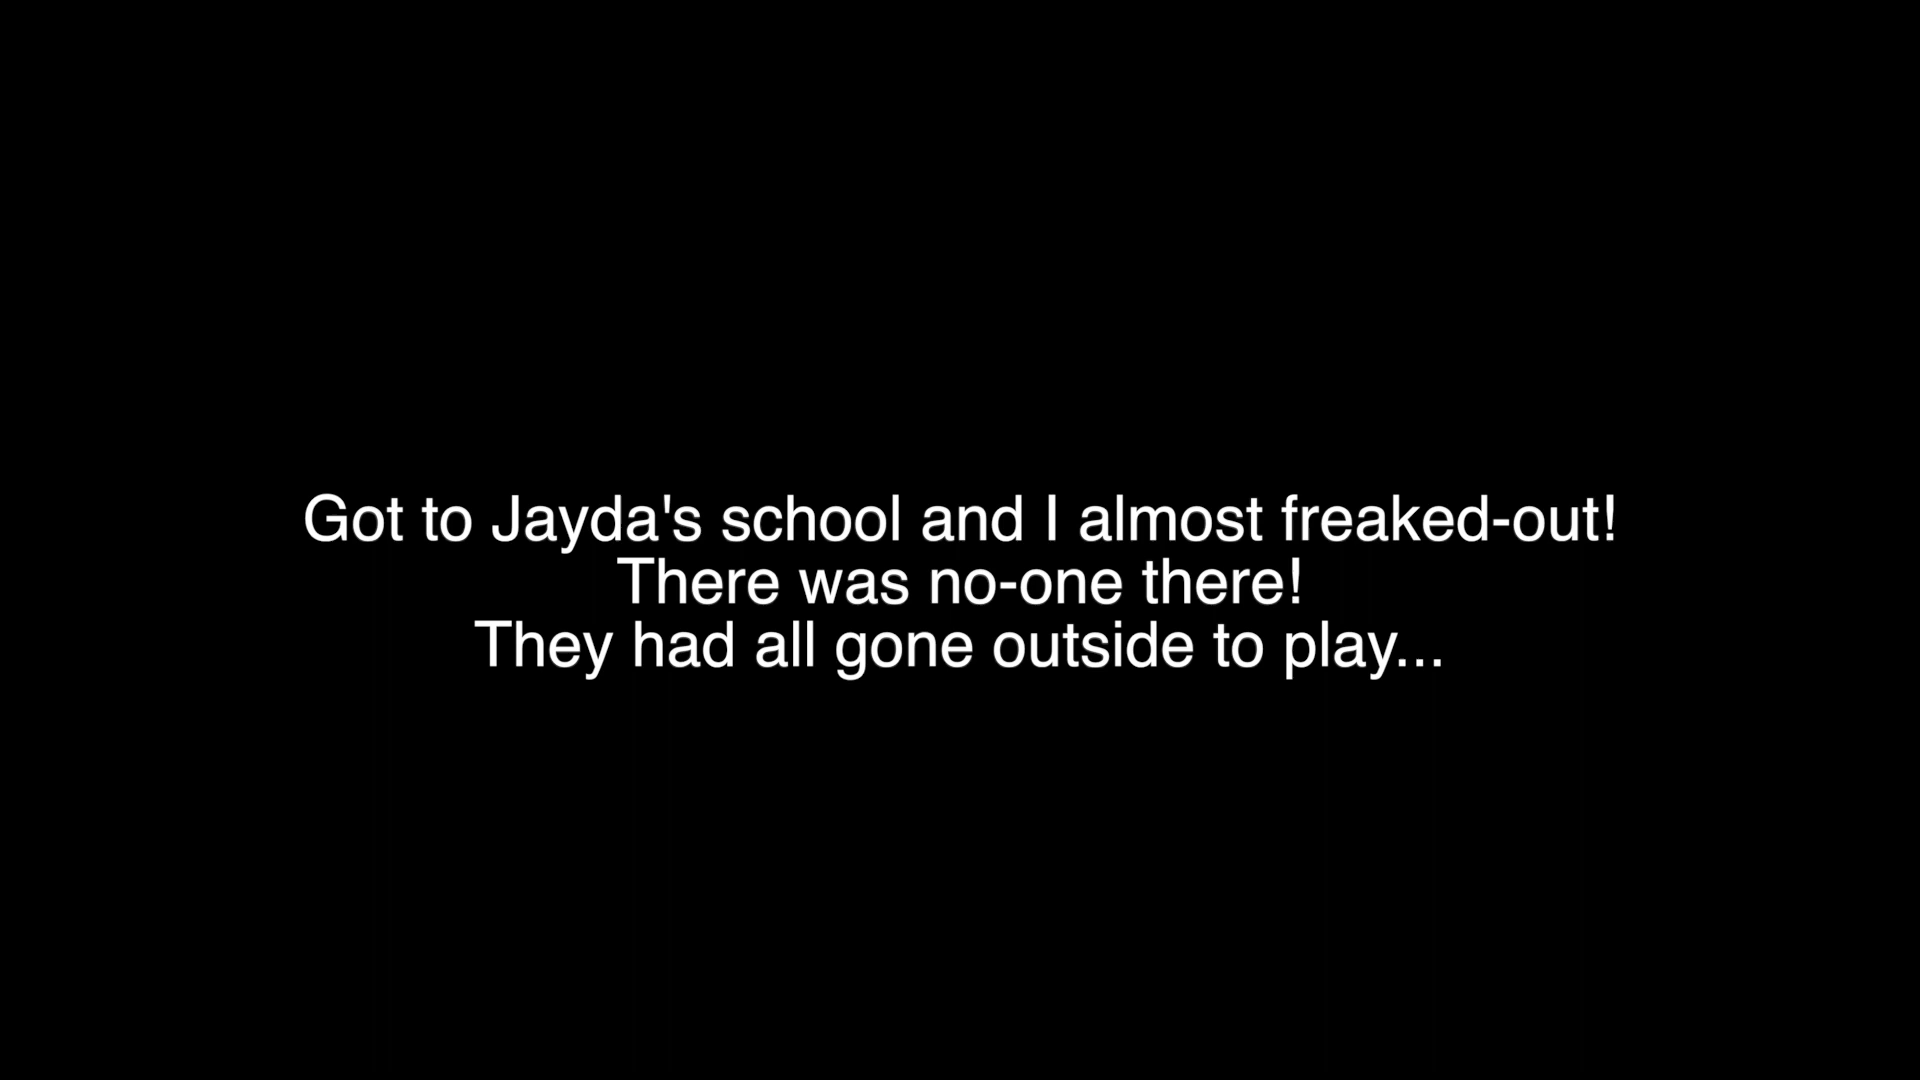 Got to Jayda's school and I almost freaked-out!
There was no-one there!
They had all gone outside to play...